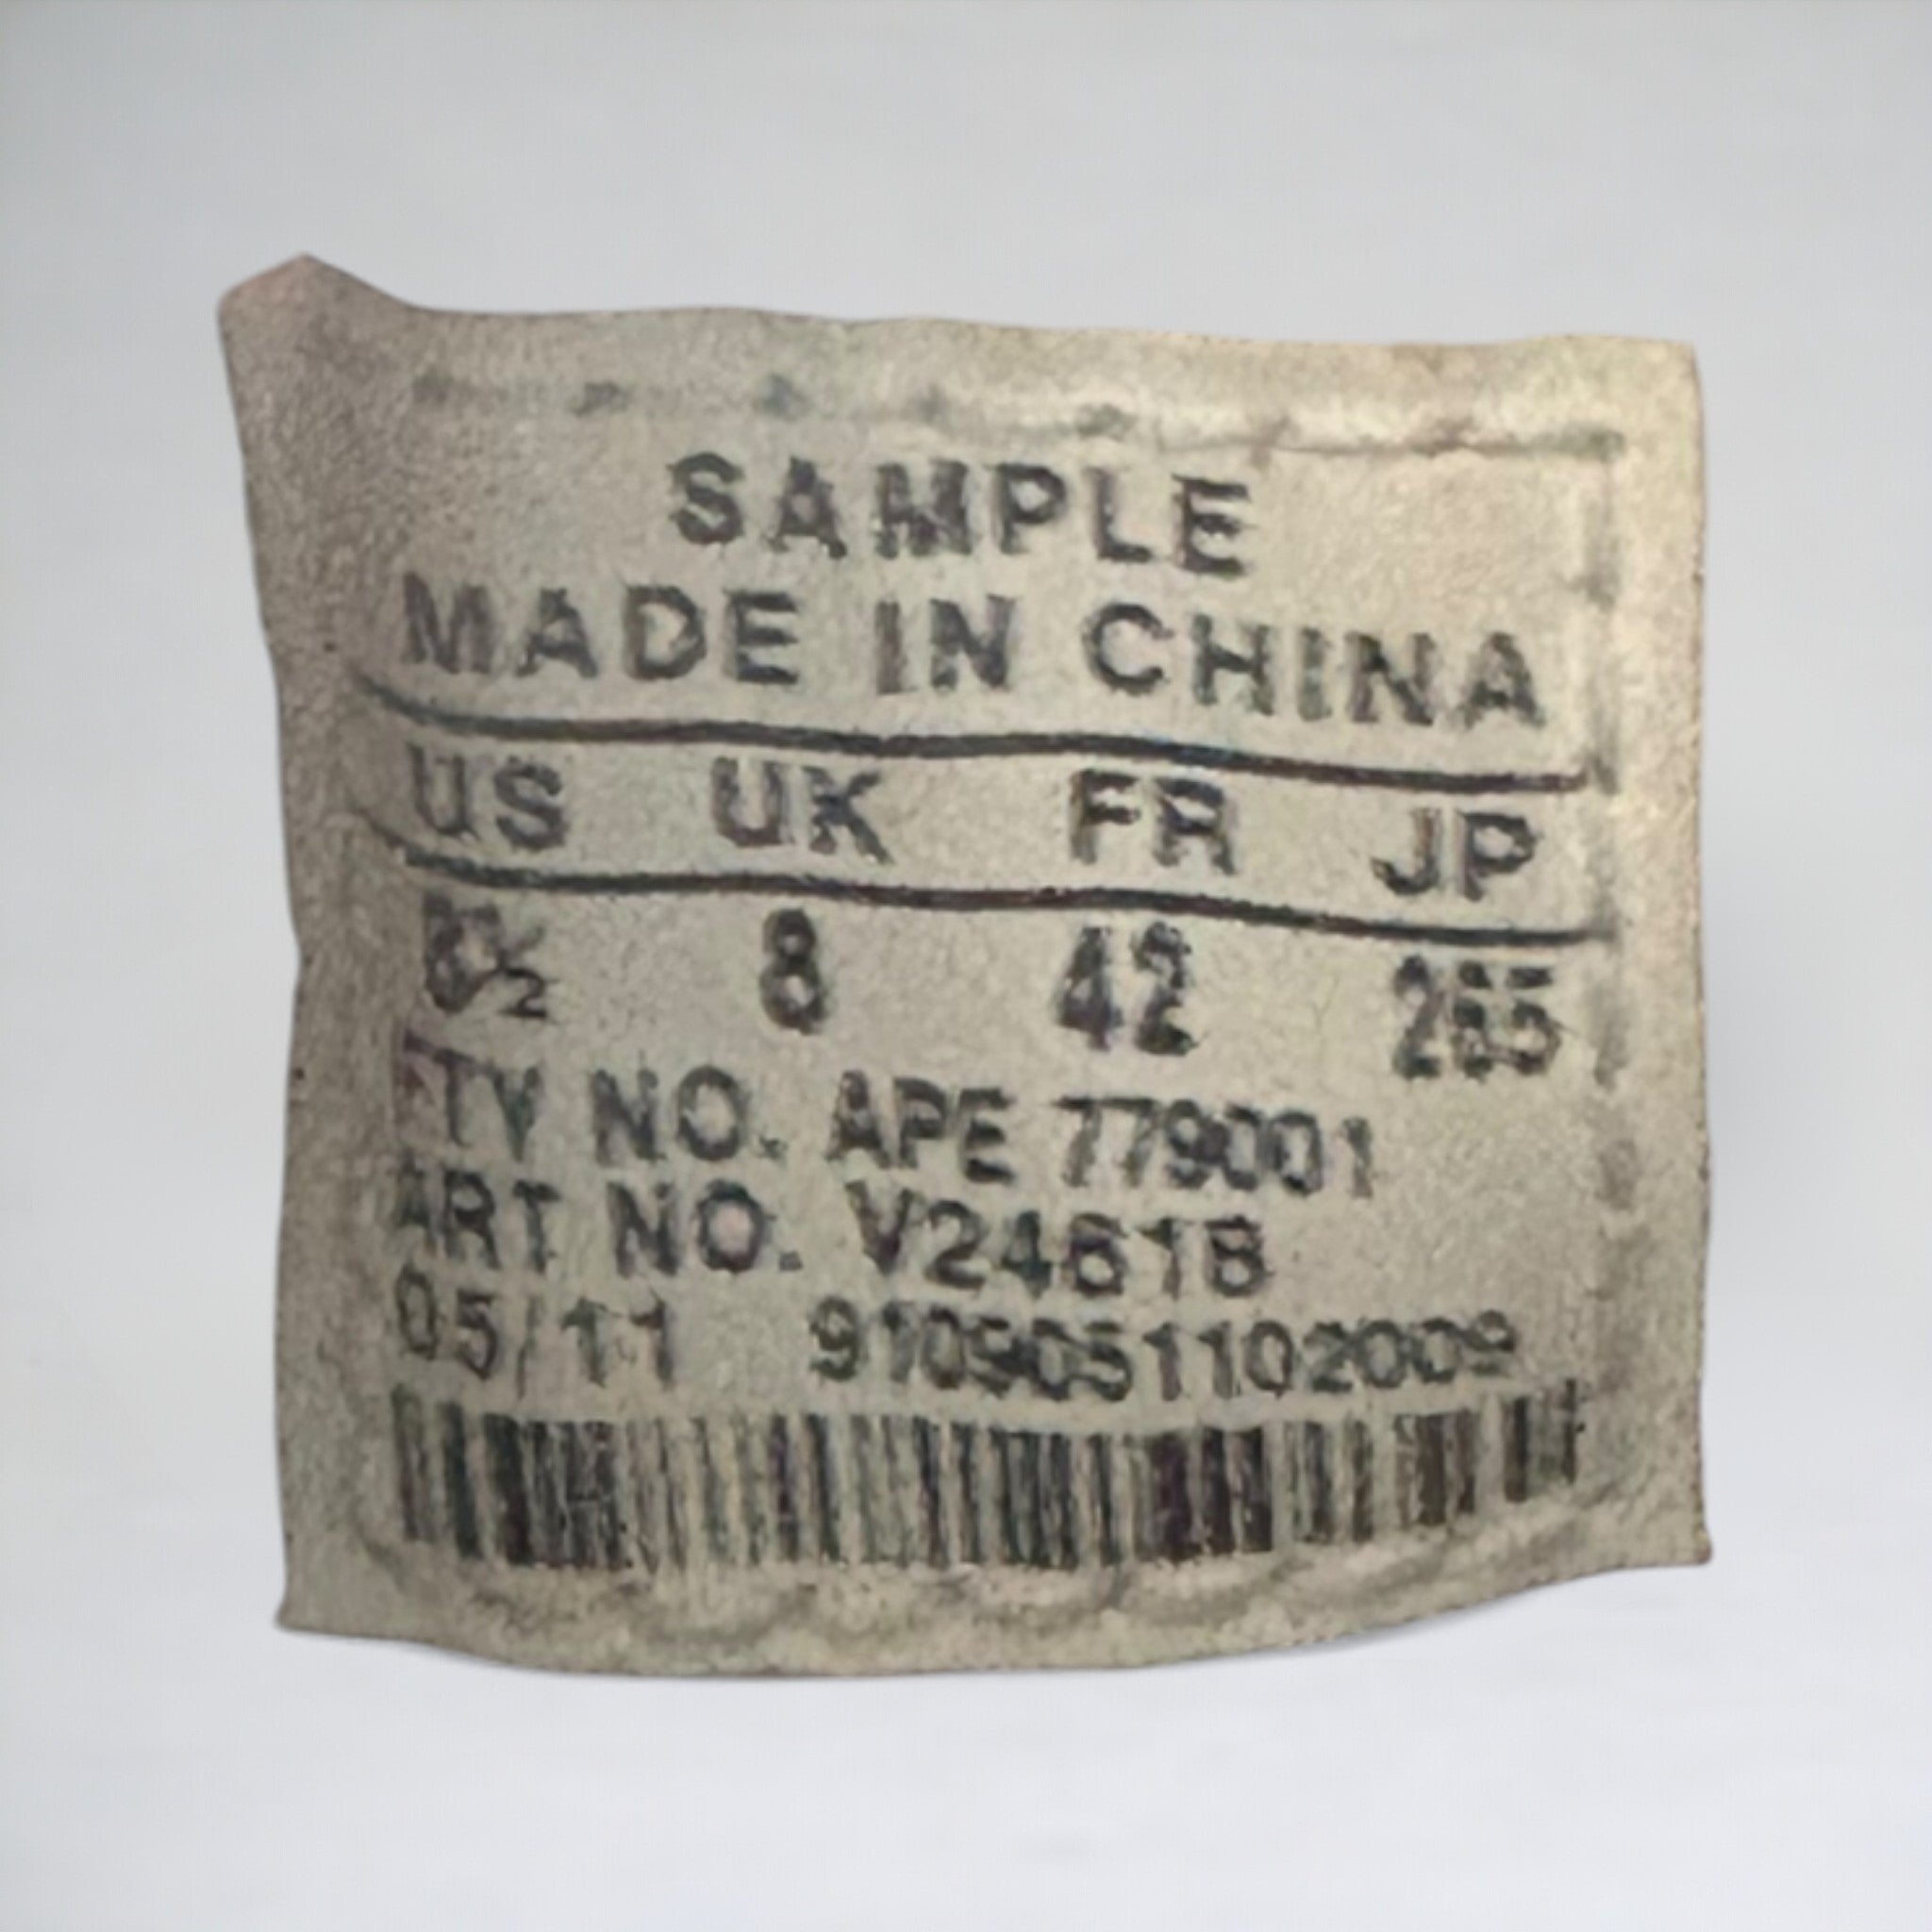 SAMPLE
MADE IN CHINA
US UK FR JP
8½ 8 42 265
FTY NO. APE 779001
ART NO. V24618
05/11 9109051102009